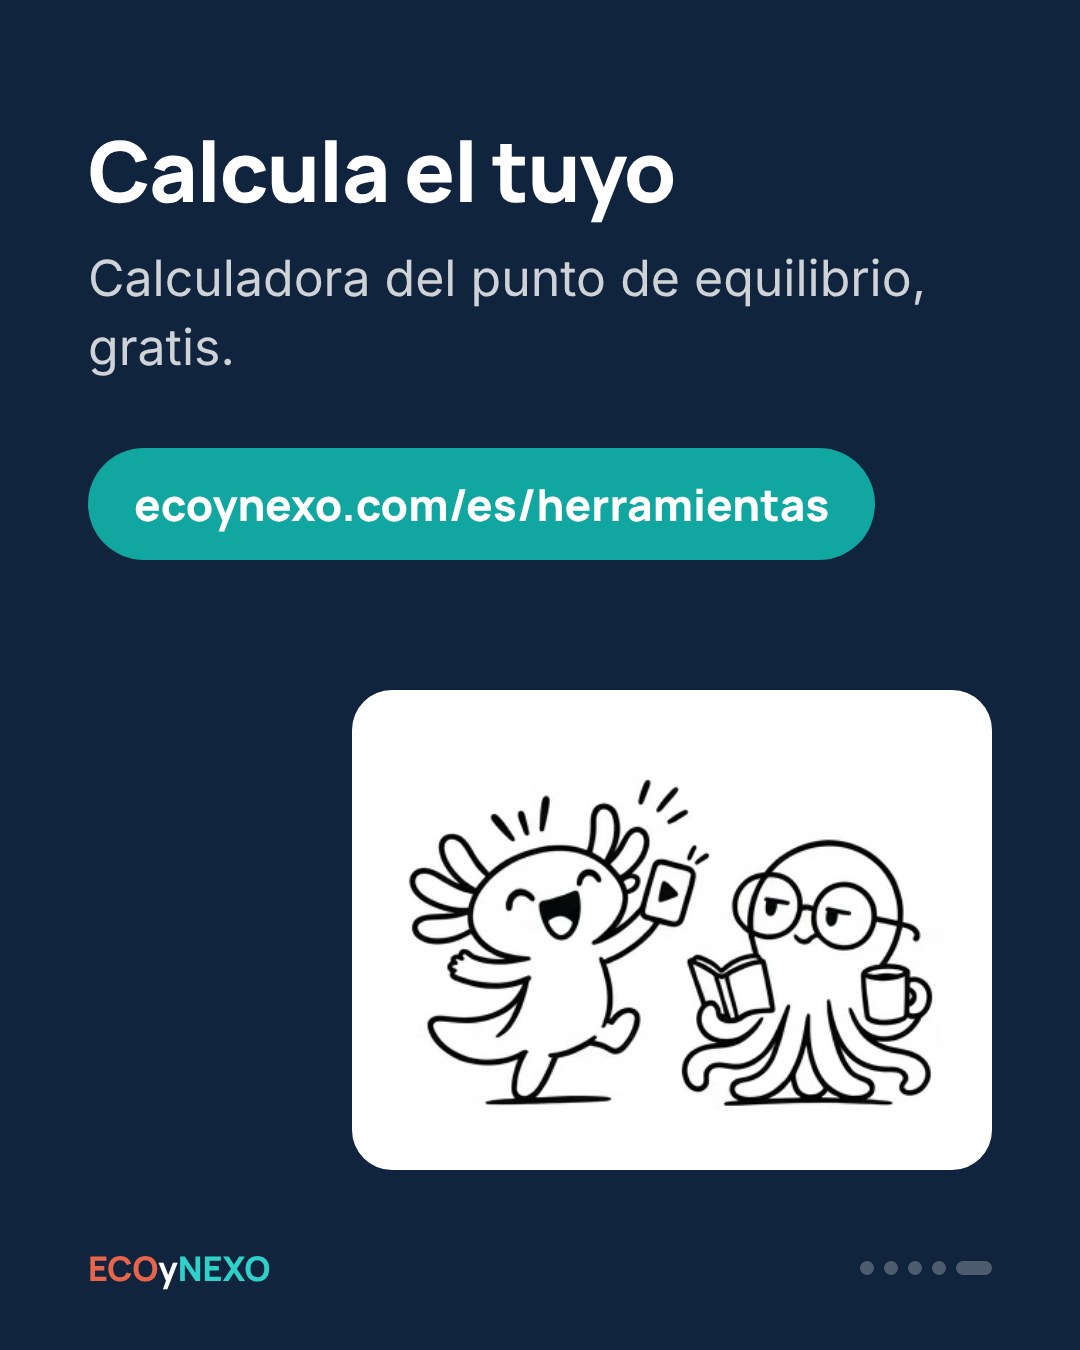 Calcula el tuyo
Calculadora del punto de equilibrio,
gratis.
ecoynexo.com/es/herramientas
ECOyNEXO